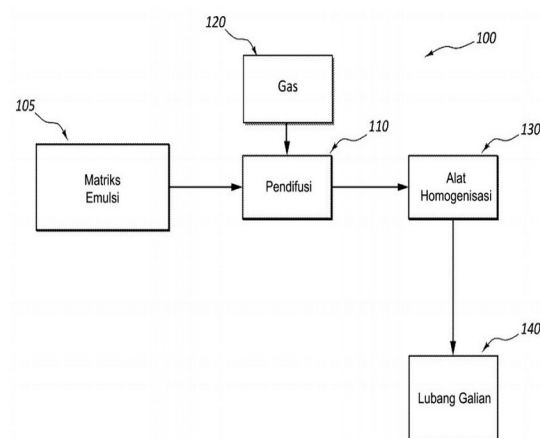 120
100
Gas
105
110
130
Matriks
Emulsi
Pendifusi
Alat
Homogenisasi
140
Lubang Galian